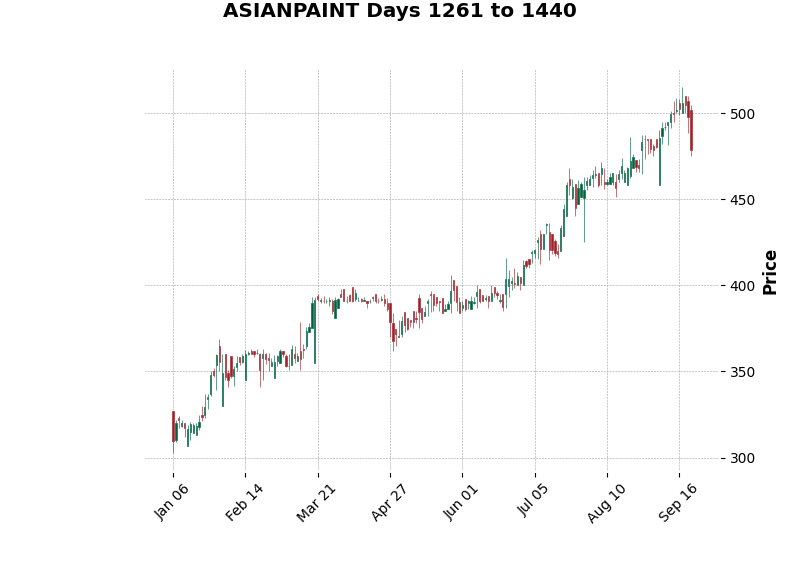 ASIANPAINT Days 1261 to 1440
500
450
400
350
300
Price
Jan 06
Feb 14
Mar 21
Apr 27
Jun 01
Jul 05
Aug 10
Sep 16